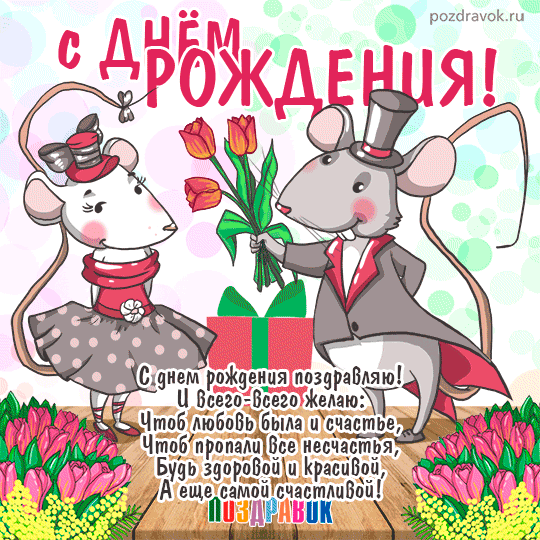 pozdravok.ru
С ДНЁМ
РОЖДЕНИЯ!
С днем рождения поздравляю!
И всего-всего желаю:
Чтоб любовь была и счастье,
Чтоб пропали все несчастья,
Будь здоровой и красивой,
А еще самой счастливой!
ПОЗДРАВОК